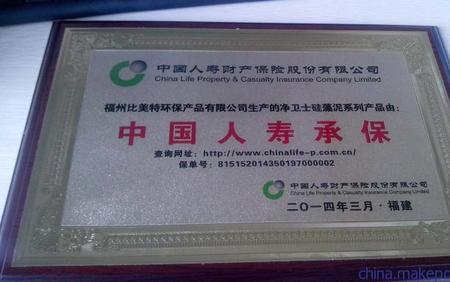 中国人寿财产保险股份有限公司
China Life Property & Casualty Insurance Company Limited
福州比美特环保产品有限公司生产的净卫士硅藻泥系列产品由:
中国人寿承保
查询网址:http://www.chinalife-p.com.cn/
保单号:815152014350197000002
中国人寿财产保险股份有限公司
China Life Property & Casualty Insurance Company Limited
二〇一四年三月·福建
china.makepo